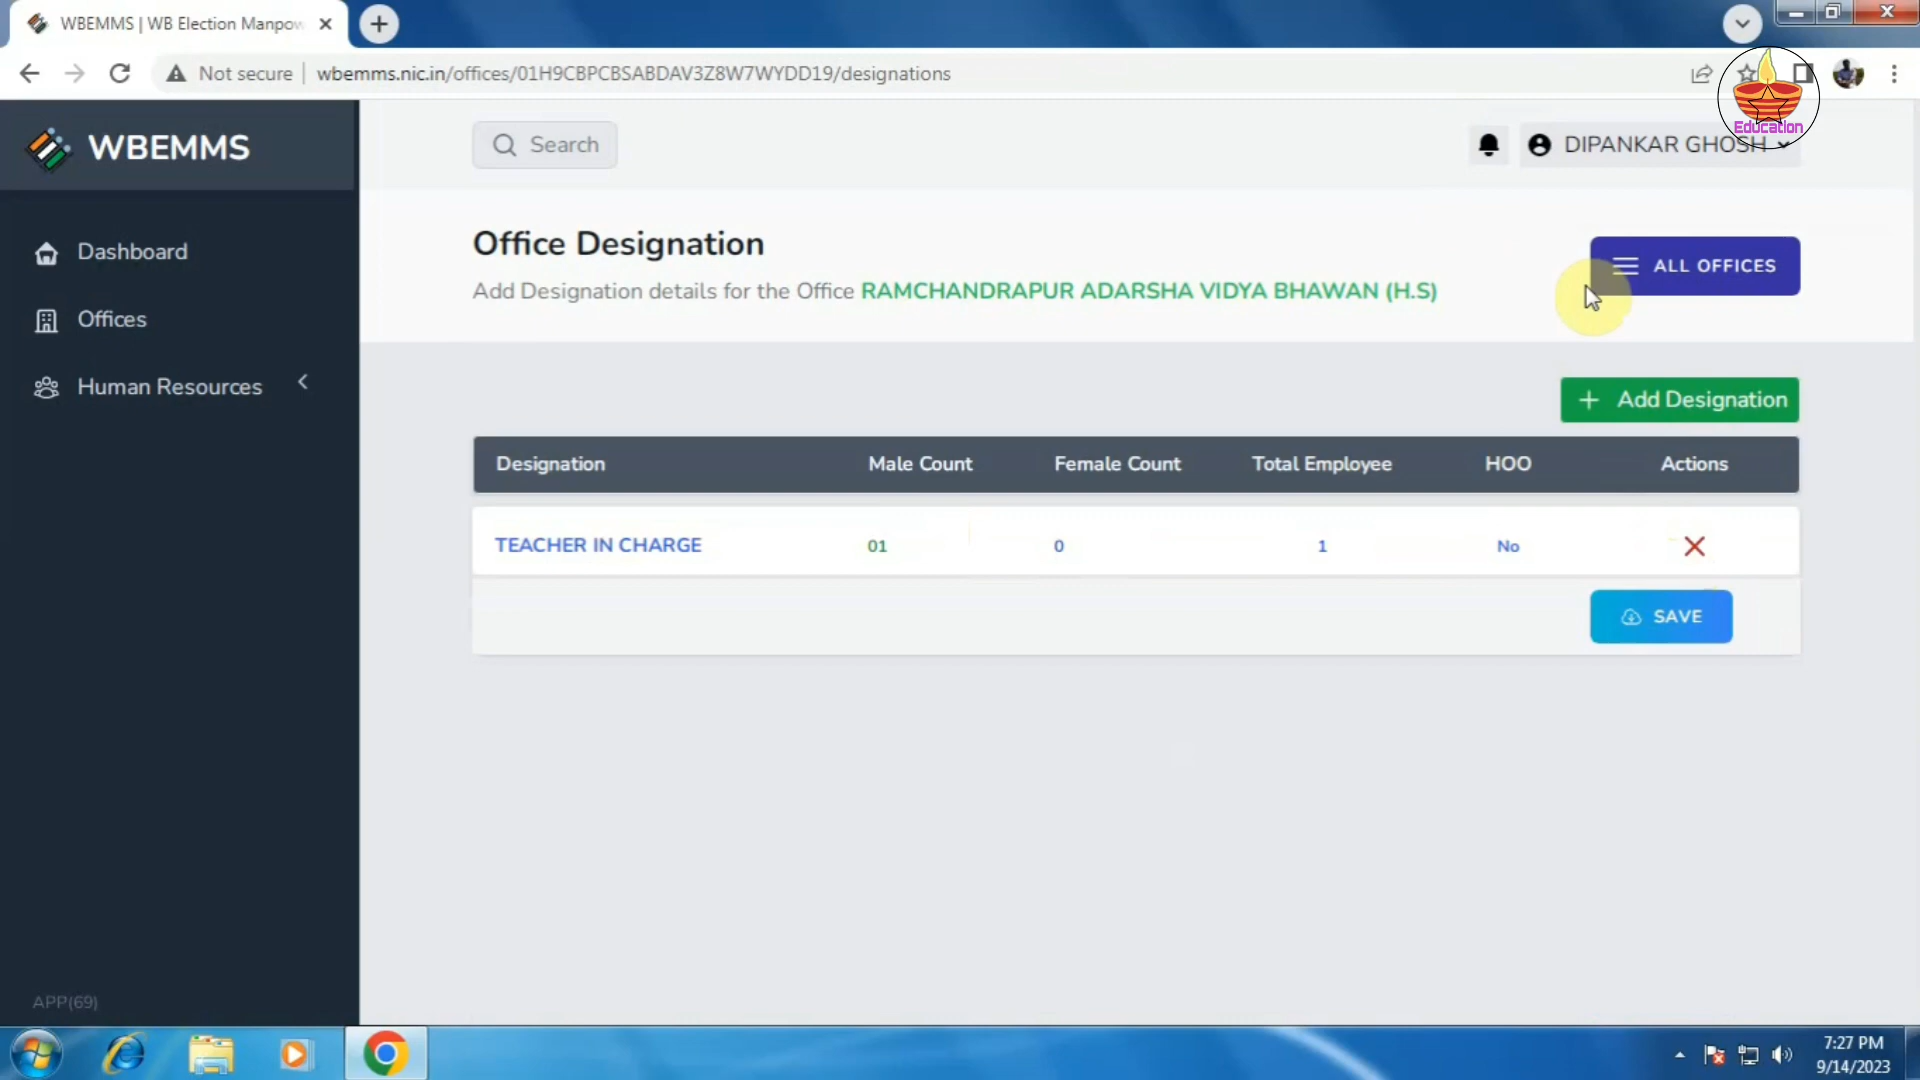 WBEMMS | WB Election Manpow
Not secure
wbemms.nic.in/offices/01H9CBPCBSABDAV3Z8W7WYDD19/designations
Education
WBEMMS
Search
DIPANKAR GHOSH
Dashboard
Offices
Human Resources
Office Designation
Add Designation details for the Office RAMCHANDRAPUR ADARSHA VIDYA BHAWAN (H.S)
ALL OFFICES
+ Add Designation
Designation Male Count Female Count Total Employee HOO Actions
TEACHER IN CHARGE 01 0 1 No
SAVE
APP(69)
7:27 PM
9/14/2023